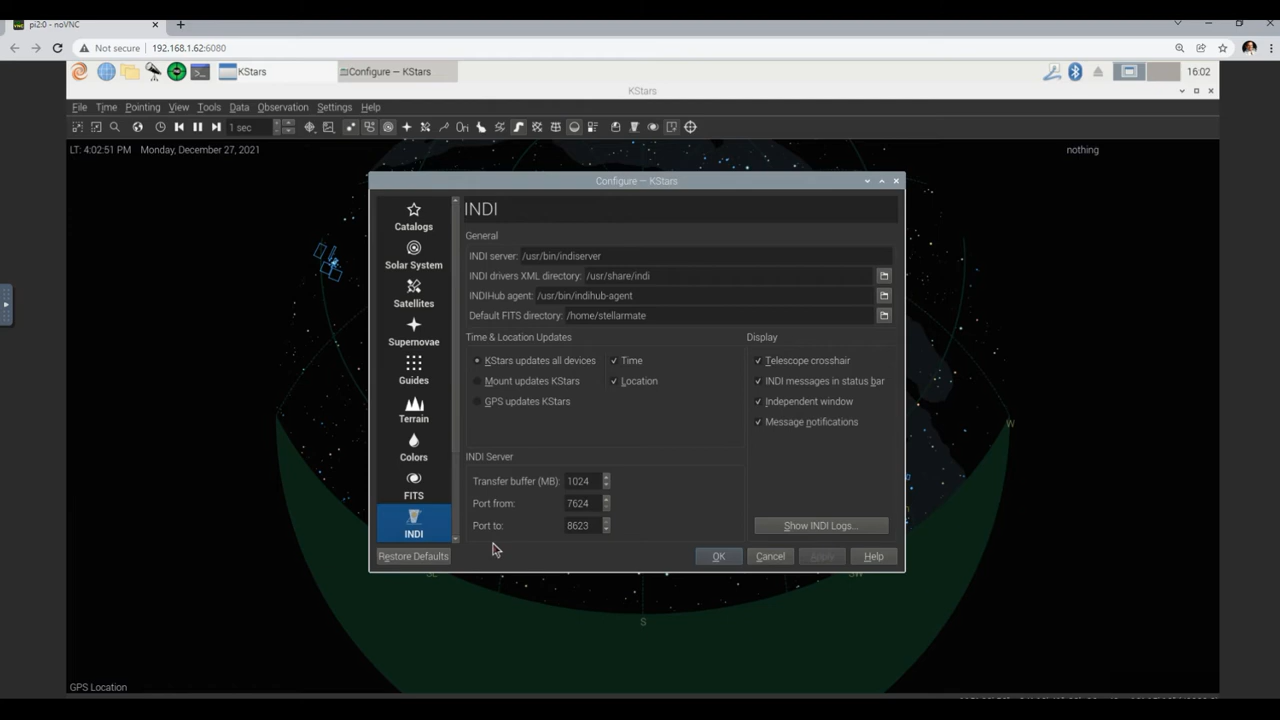 pi2:0 - noVNC
Not secure 192.168.1.62:6080
KStars Configure — KStars 16:02
KStars
File Time Pointing View Tools Data Observation Settings Help
1 sec
LT: 4:02:51 PM Monday, December 27, 2021 nothing
Configure — KStars
Catalogs
Solar System
Satellites
Supernovae
Guides
Terrain
Colors
FITS
INDI
INDI
General
INDI server: /usr/bin/indiserver
INDI drivers XML directory: /usr/share/indi
INDIHub agent: /usr/bin/indihub-agent
Default FITS directory: /home/stellarmate
Time & Location Updates
KStars updates all devices Time
Mount updates KStars Location
GPS updates KStars
Display
Telescope crosshair
INDI messages in status bar
Independent window
Message notifications
INDI Server
Transfer buffer (MB): 1024
Port from: 7624
Port to: 8623
Show INDI Logs...
Restore Defaults OK Cancel Apply Help
W
SW
S
GPS Location